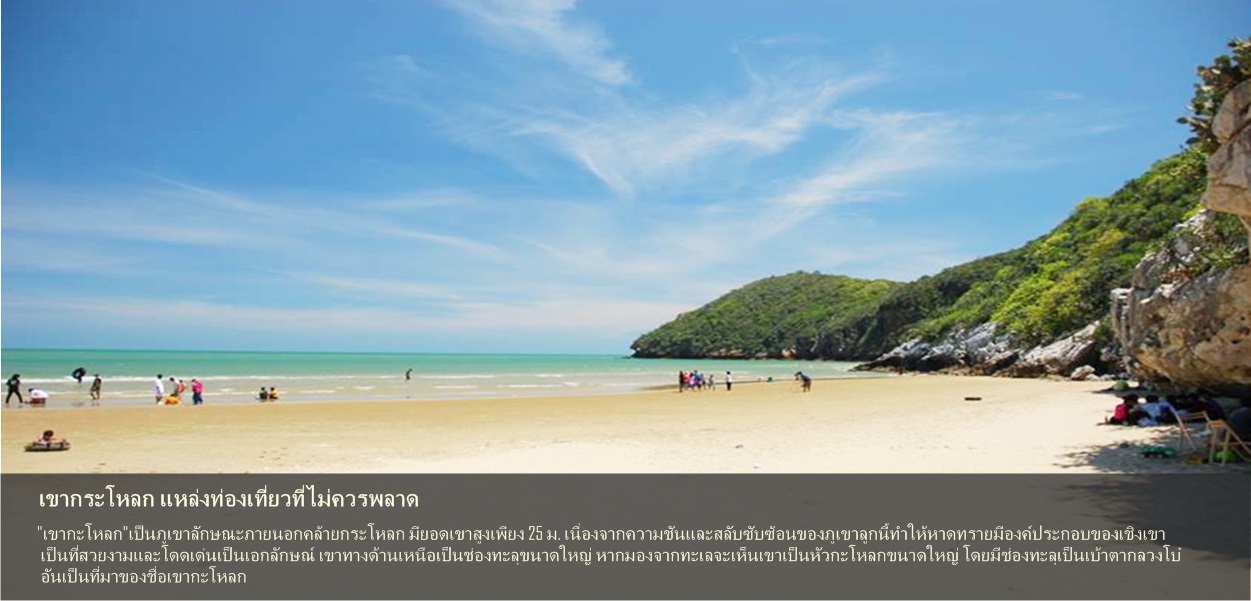 เขากระโหลก แหล่งท่องเที่ยวที่ไม่ควรพลาด
"เขากะโหลก"เป็นภูเขาลักษณะภายนอกคล้ายกระโหลก มียอดเขาสูงเพียง 25 ม. เนื่องจากความชันและสลับซับซ้อนของภูเขาลูกนี้ทำให้หาดทรายมีองค์ประกอบของเชิงเขา
เป็นที่สวยงามและโดดเด่นเป็นเอกลักษณ์ เขาทางด้านเหนือเป็นช่องทะลุขนาดใหญ่ หากมองจากทะเลจะเห็นเขาเป็นหัวกะโหลกขนาดใหญ่ โดยมีช่องทะลุเป็นเบ้าตากลวงโบ๋
อันเป็นที่มาของชื่อเขากะโหลก